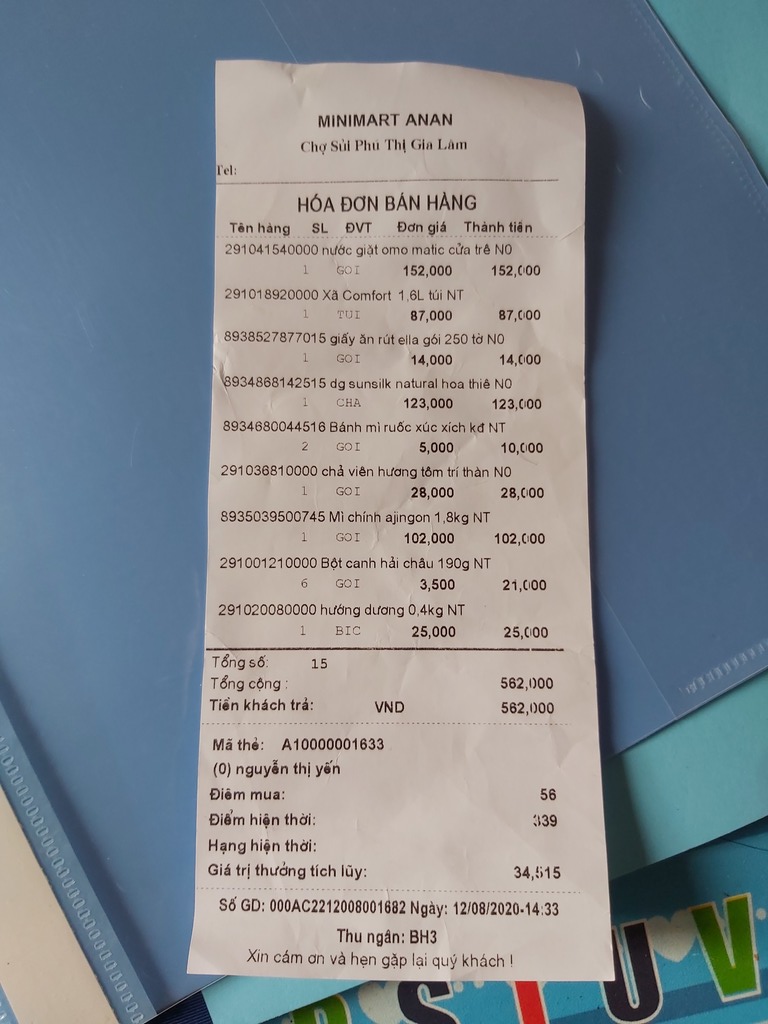 MINIMART ANAN
Chợ Sủi Phú Thị Gia Lâm
Tel:
HÓA ĐƠN BÁN HÀNG
Tên hàng SL ĐVT Đơn giá Thành tiền
291041540000 nước giặt omo matic cửa trê N0
1 GOI 152,000 152,000
291018920000 Xã Comfort 1,6L túi NT
1 TUI 87,000 87,000
8938527877015 giấy ăn rút ella gói 250 tờ N0
1 GOI 14,000 14,000
8934868142515 dg sunsilk natural hoa thiê N0
1 CHA 123,000 123,000
8934680044516 Bánh mì ruốc xúc xích kđ NT
2 GOI 5,000 10,000
291036810000 chả viên hương tôm trí thàn N0
1 GOI 28,000 28,000
8935039500745 Mì chính ajingon 1,8kg NT
1 GOI 102,000 102,000
291001210000 Bột canh hải châu 190g NT
6 GOI 3,500 21,000
291020080000 hướng dương 0,4kg NT
1 BIC 25,000 25,000
Tổng số: 15
Tổng cộng : 562,000
Tiền khách trả: VND 562,000
Mã thẻ: A10000001633
(0) nguyễn thị yến
Điểm mua: 56
Điểm hiện thời: 339
Hạng hiện thời:
Giá trị thưởng tích lũy: 34,515
Số GD: 000AC2212008001682 Ngày: 12/08/2020-14:33
Thu ngân: BH3
Xin cám ơn và hẹn gặp lại quý khách !
S T U V